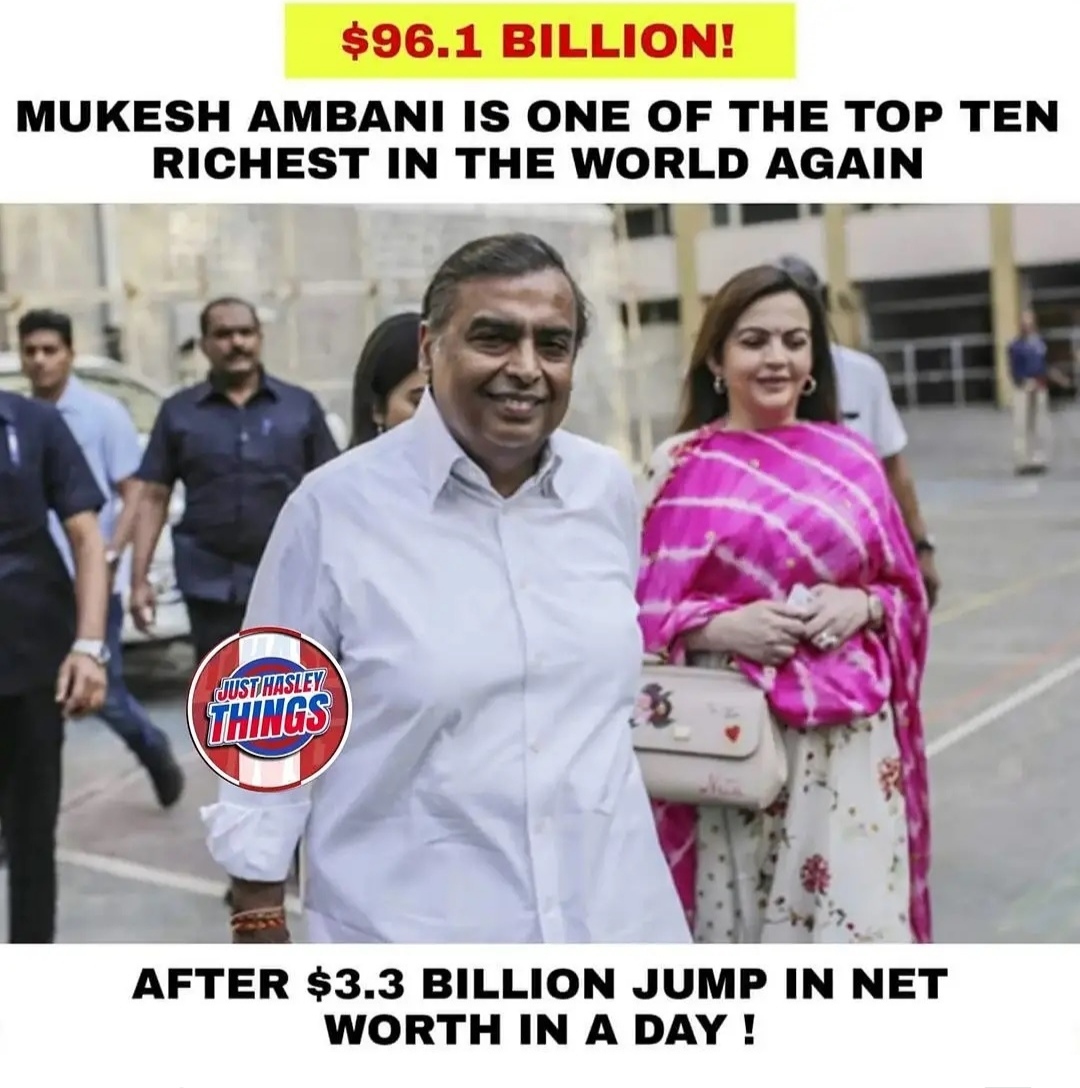 $96.1 BILLION!
MUKESH AMBANI IS ONE OF THE TOP TEN
RICHEST IN THE WORLD AGAIN
JUST HASLEY
THINGS
AFTER $3.3 BILLION JUMP IN NET
WORTH IN A DAY !